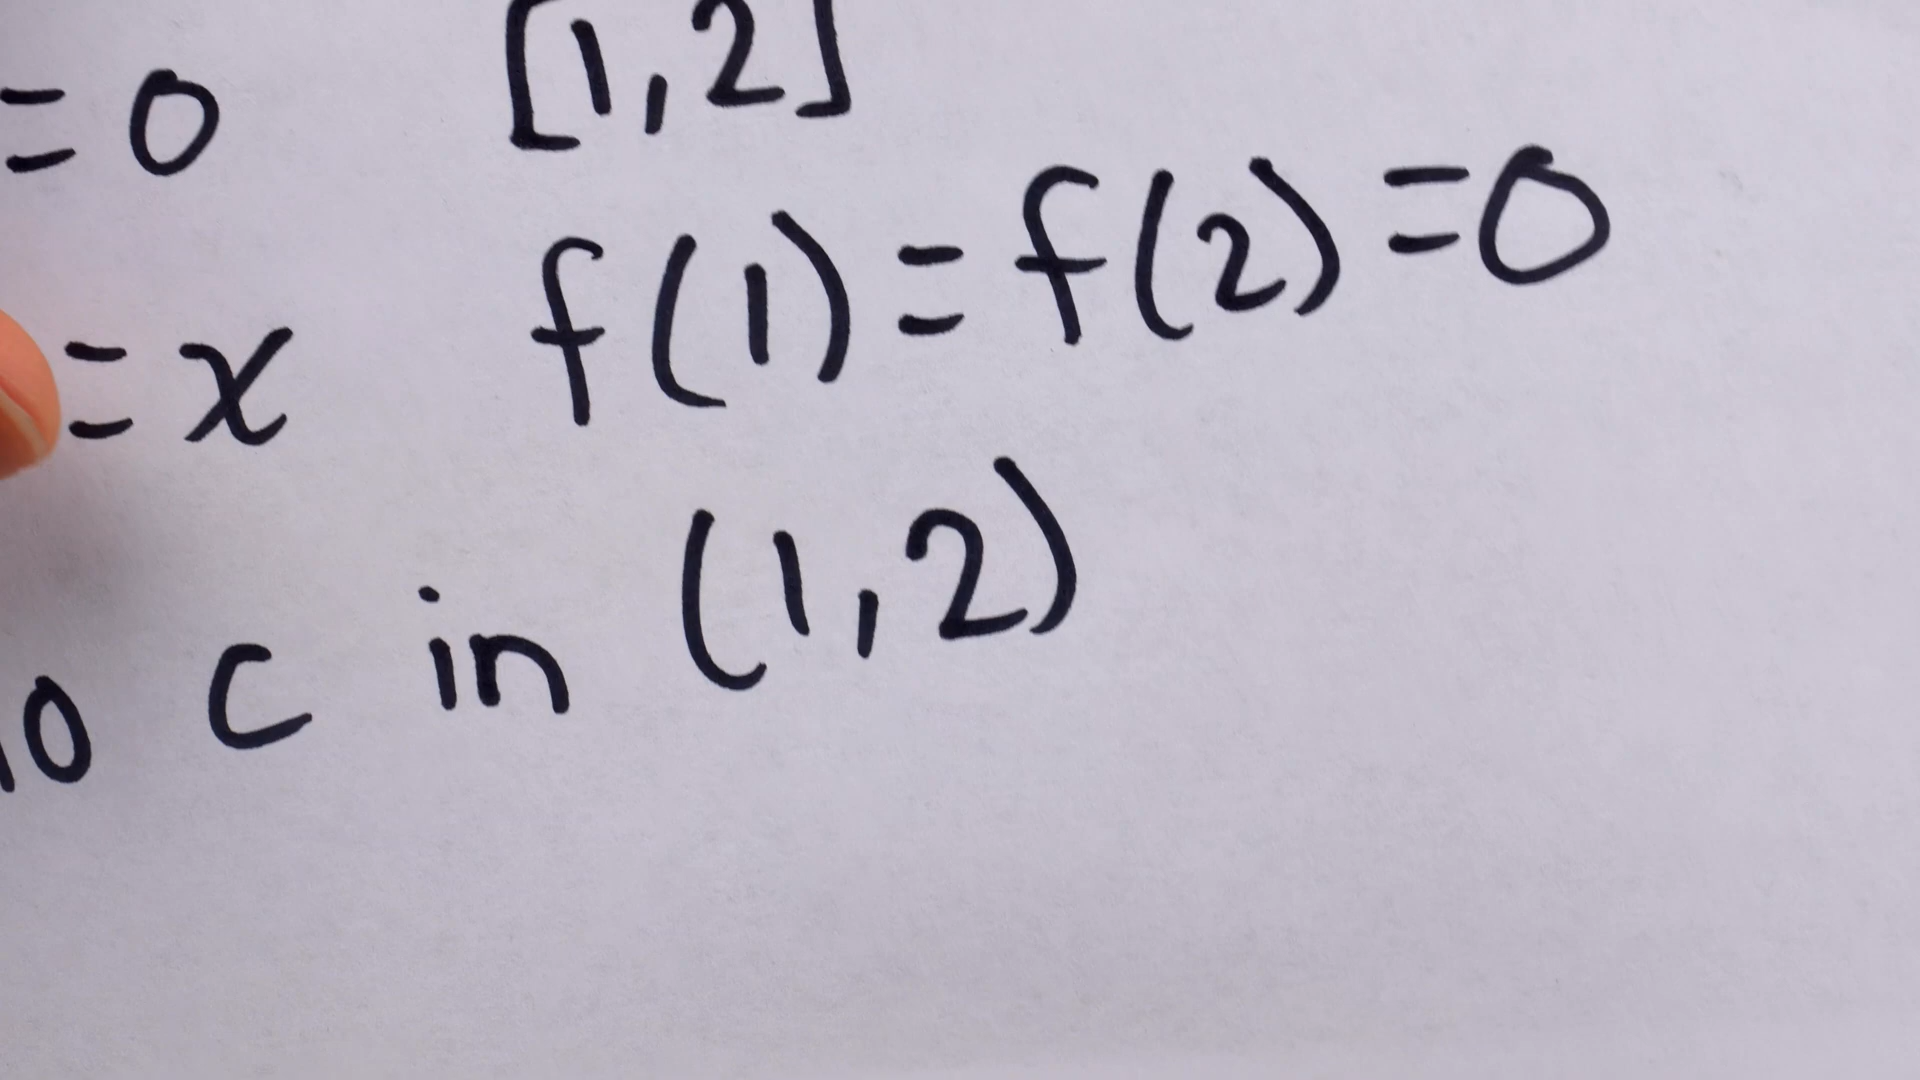 = 0 [1,2]
= x f(1) = f(2) = 0
c in (1,2)